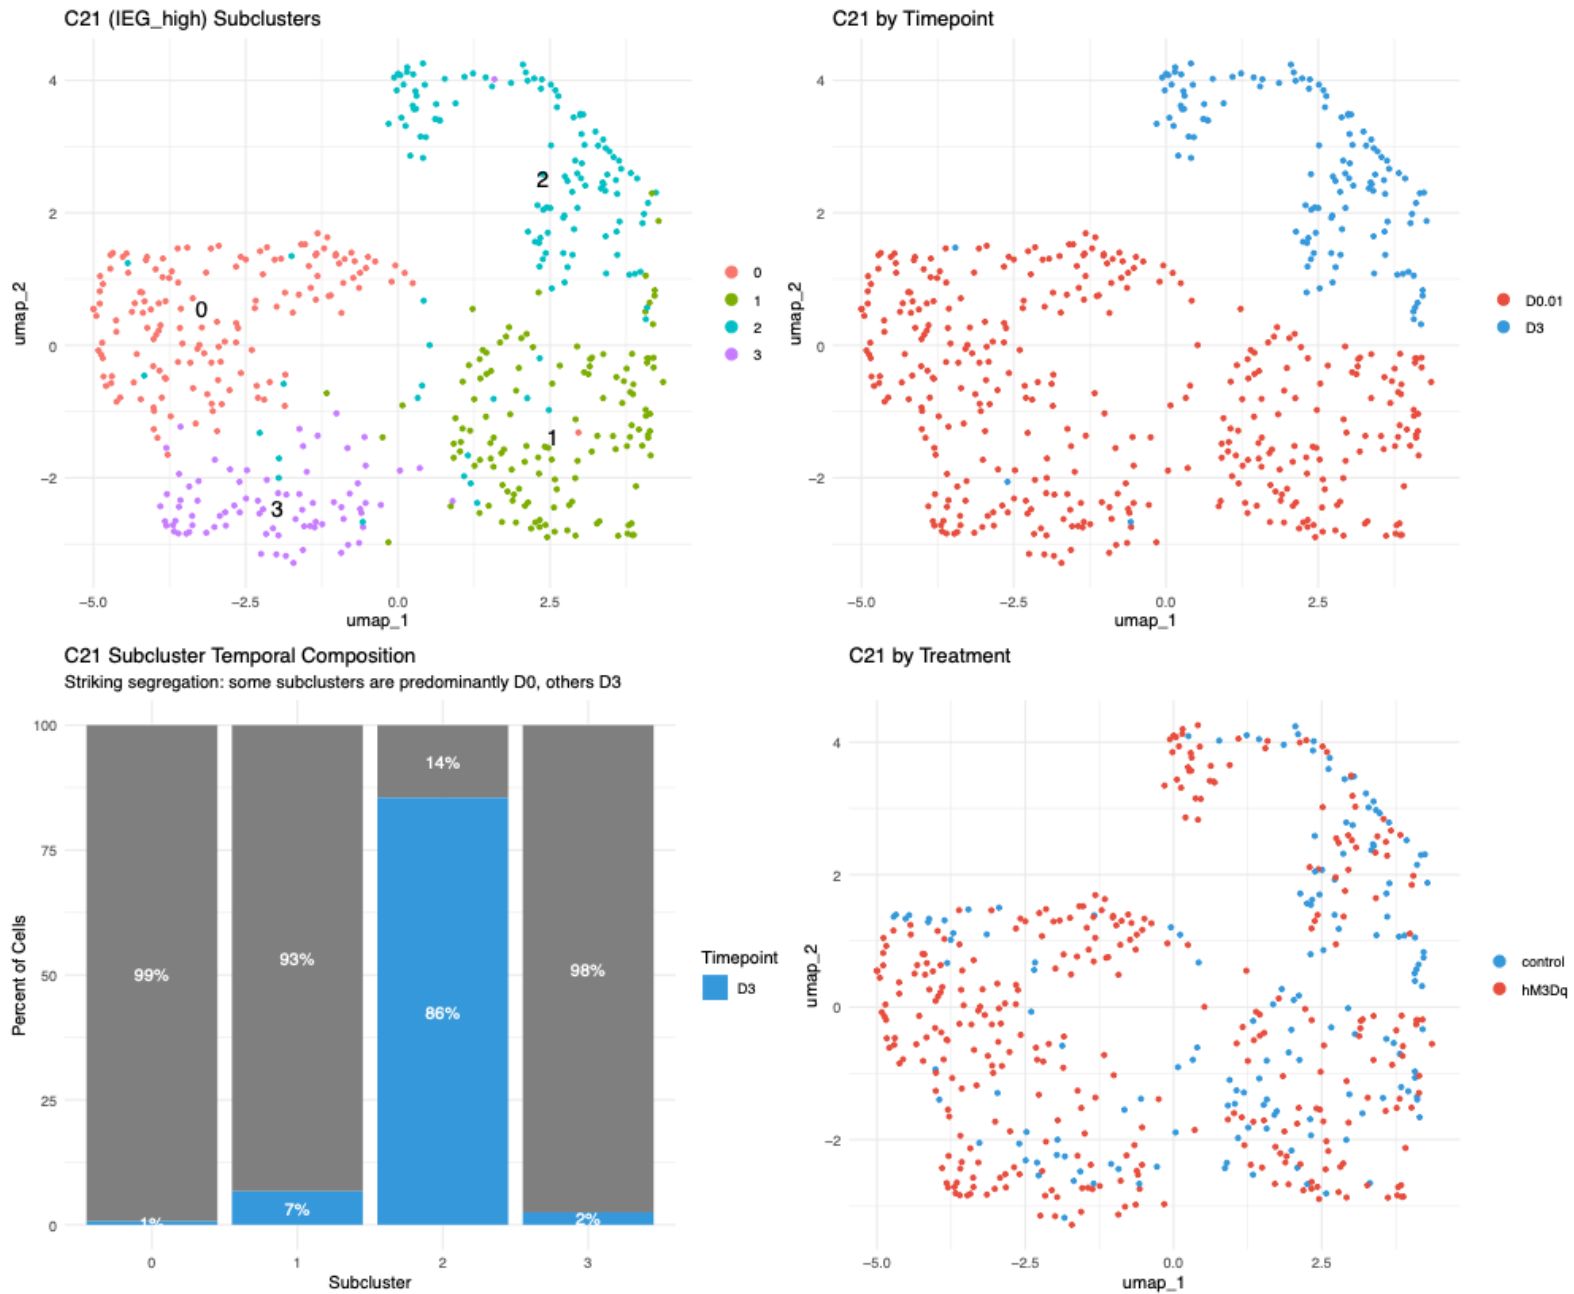 C21 (IEG_high) Subclusters
4
2
0
−2
umap_2
−5.0
−2.5
0.0
2.5
umap_1
0
1
2
3
0
1
2
3
C21 by Timepoint
4
2
0
−2
umap_2
−5.0
−2.5
0.0
2.5
umap_1
D0.01
D3
C21 Subcluster Temporal Composition
Striking segregation: some subclusters are predominantly D0, others D3
100
75
50
25
0
Percent of Cells
99%
93%
14%
98%
86%
1%
7%
2%
0
1
2
3
Subcluster
Timepoint
D3
C21 by Treatment
4
2
0
−2
umap_2
−5.0
−2.5
0.0
2.5
umap_1
control
hM3Dq